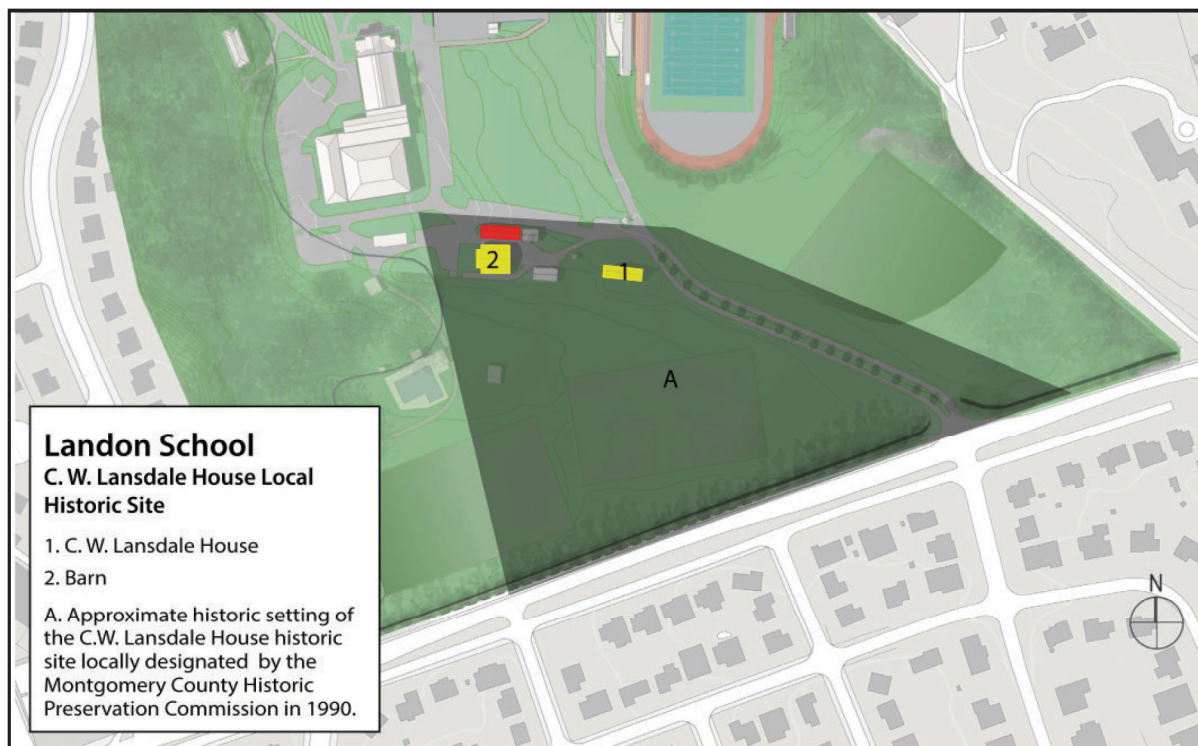 2
1
A
Landon School
C. W. Lansdale House Local
Historic Site
1. C. W. Lansdale House
2. Barn
A. Approximate historic setting of
the C.W. Lansdale House historic
site locally designated by the
Montgomery County Historic
Preservation Commission in 1990.
N